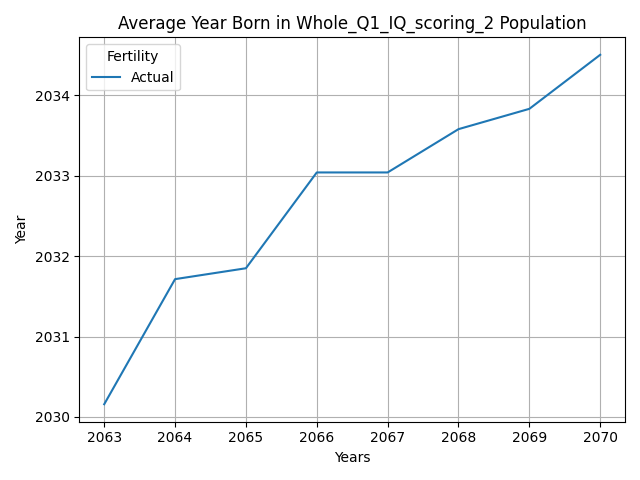 Average Year Born in Whole_Q1_IQ_scoring_2 Population
Fertility
Actual
Year
2034
2033
2032
2031
2030
2063 2064 2065 2066 2067 2068 2069 2070
Years